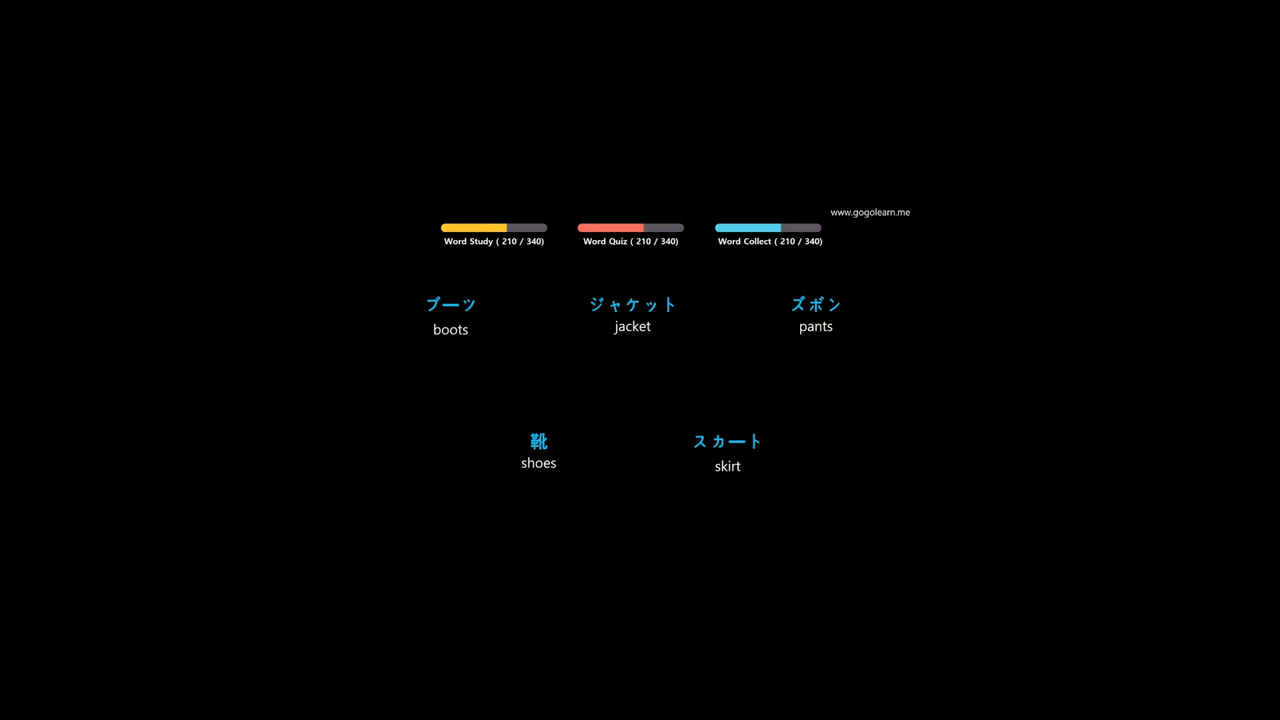 www.gogolearn.me
Word Study ( 210 / 340)
Word Quiz ( 210 / 340)
Word Collect ( 210 / 340)
ブーツ
boots
ジャケット
jacket
ズボン
pants
靴
shoes
スカート
skirt